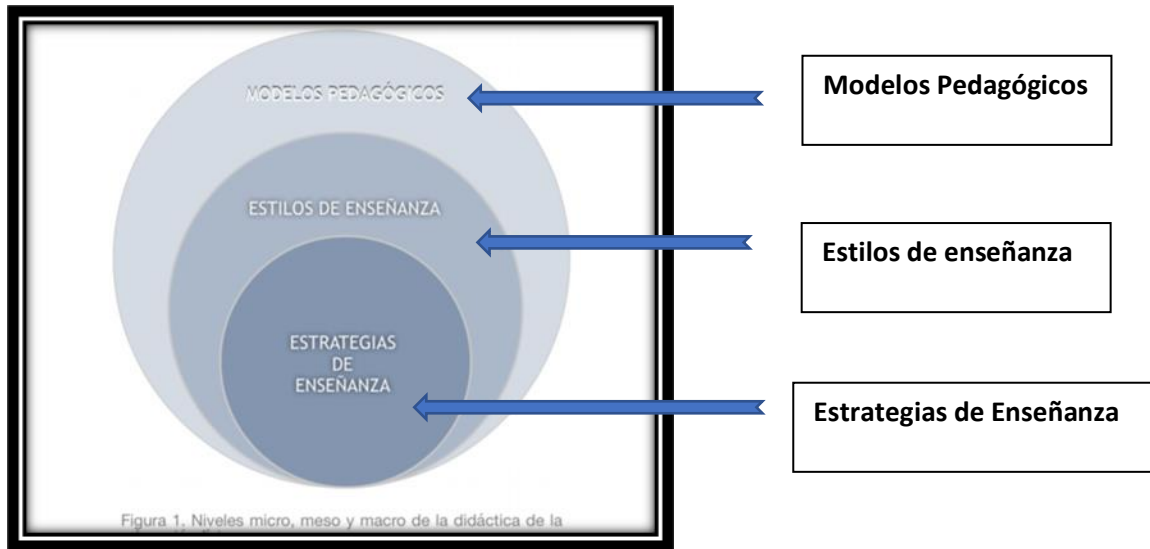 MODELOS PEDAGÓGICOS
ESTILOS DE ENSEÑANZA
ESTRATEGIAS
DE
ENSEÑANZA
Figura 1. Niveles micro, meso y macro de la didáctica de la
Modelos Pedagógicos
Estilos de enseñanza
Estrategias de Enseñanza